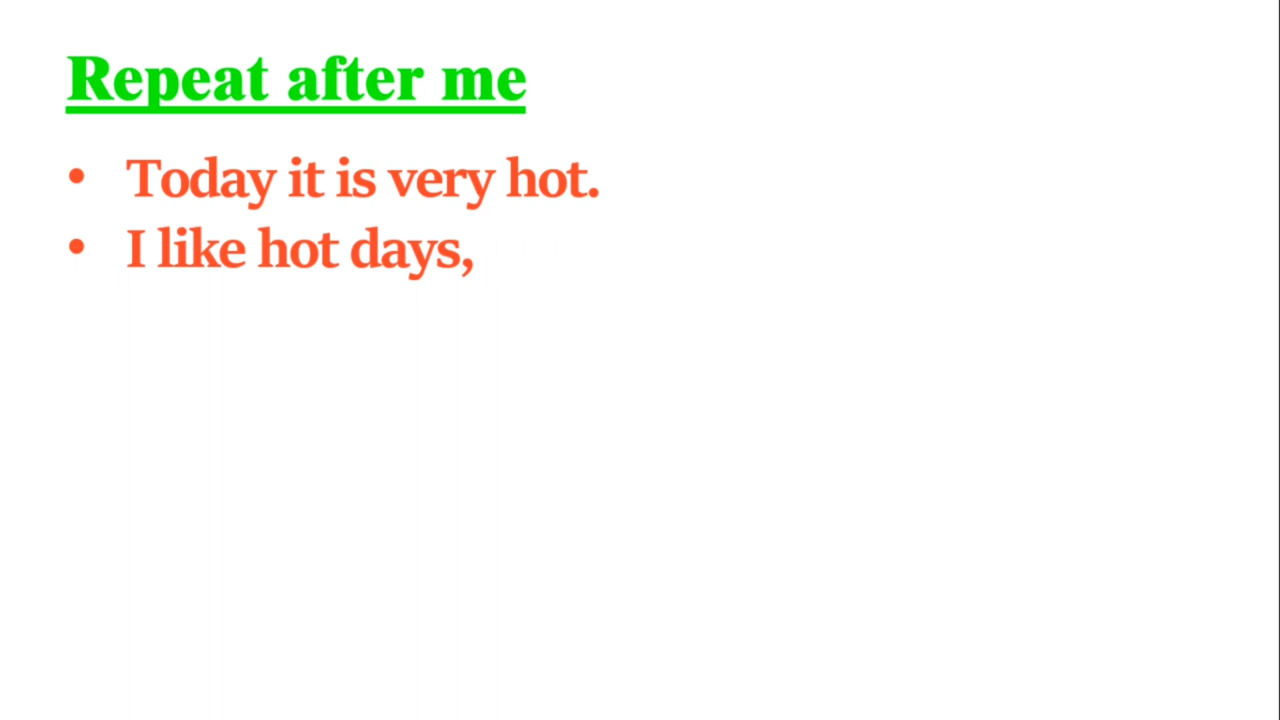 Repeat after me
• Today it is very hot.
• I like hot days,